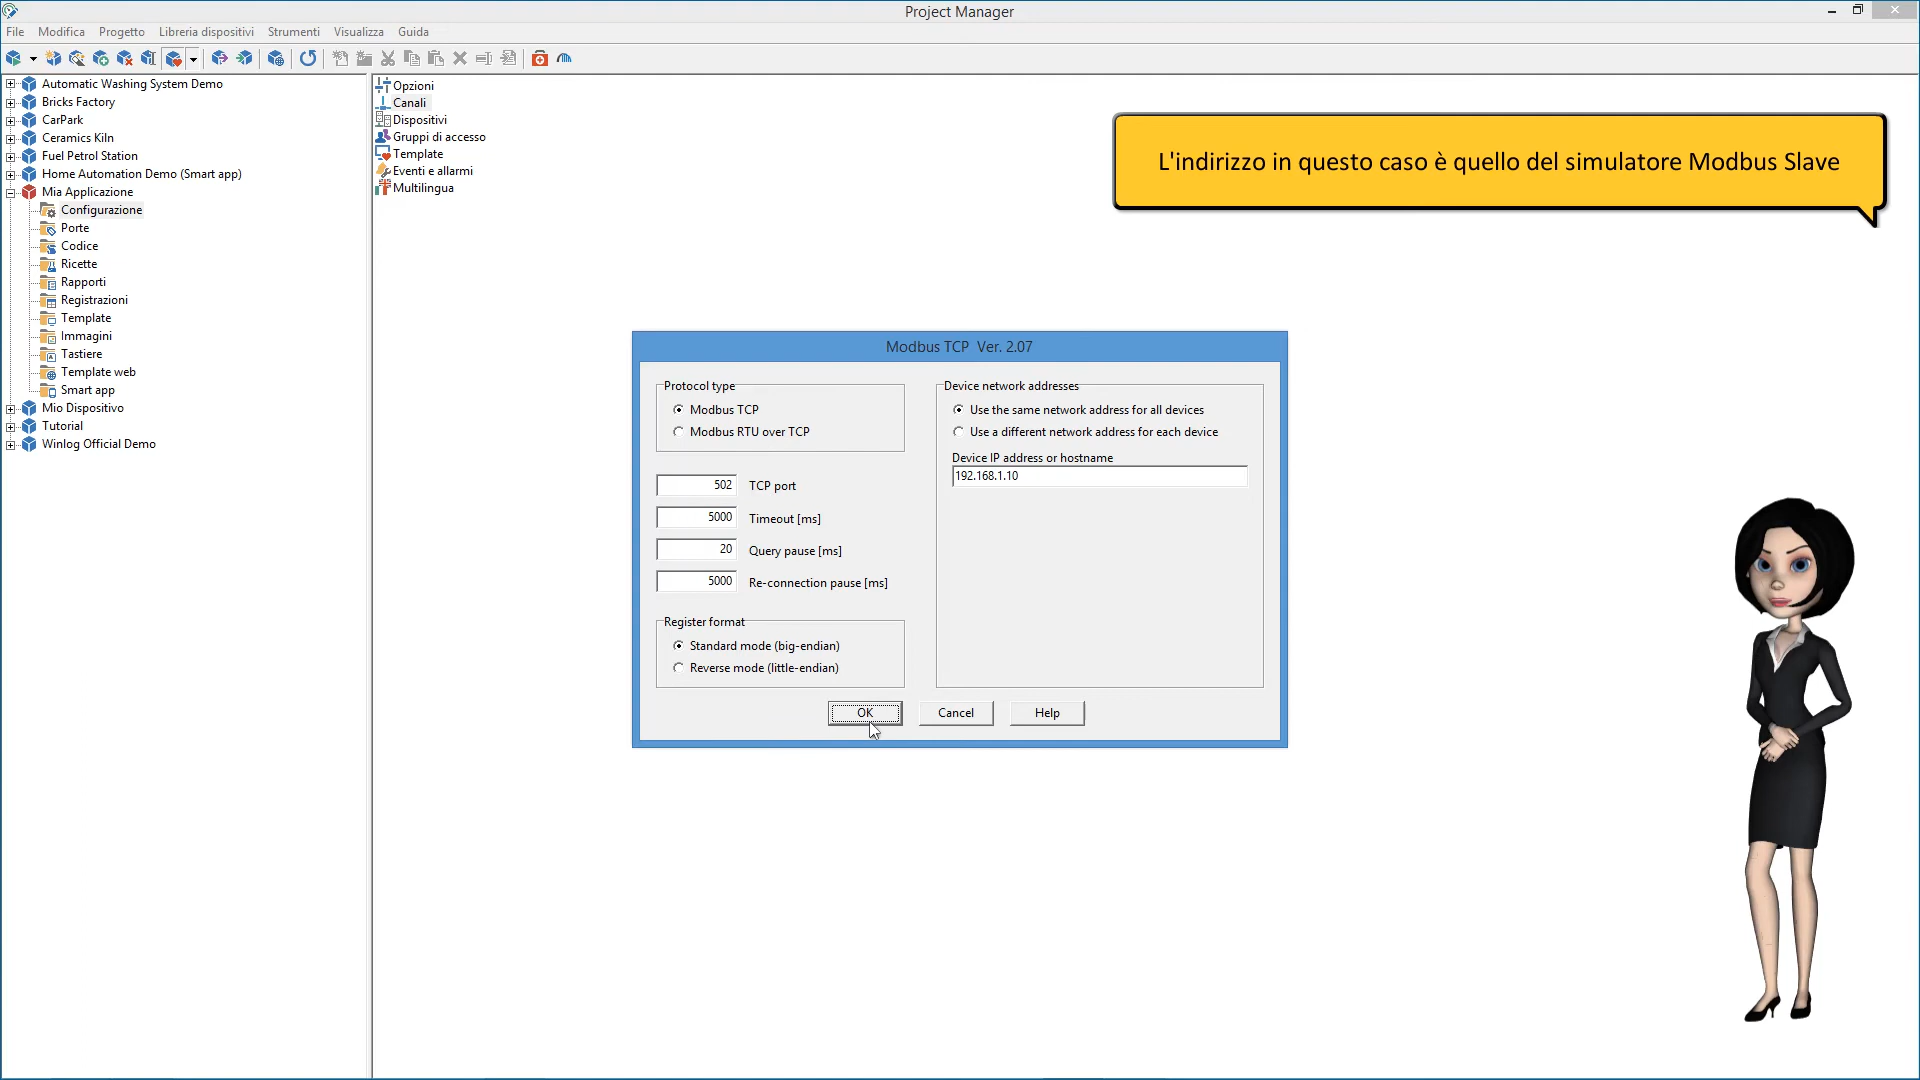 Project Manager
File Modifica Progetto Libreria dispositivi Strumenti Visualizza Guida
Automatic Washing System Demo
Bricks Factory
CarPark
Ceramics Kiln
Fuel Petrol Station
Home Automation Demo (Smart app)
Mia Applicazione
Configurazione
Porte
Codice
Ricette
Rapporti
Registrazioni
Template
Immagini
Tastiere
Template web
Smart app
Mio Dispositivo
Tutorial
Winlog Official Demo
Opzioni
Canali
Dispositivi
Gruppi di accesso
Template
Eventi e allarmi
Multilingua
L'indirizzo in questo caso è quello del simulatore Modbus Slave
Modbus TCP Ver. 2.07
Protocol type
Modbus TCP
Modbus RTU over TCP
502 TCP port
5000 Timeout [ms]
20 Query pause [ms]
5000 Re-connection pause [ms]
Register format
Standard mode (big-endian)
Reverse mode (little-endian)
Device network addresses
Use the same network address for all devices
Use a different network address for each device
Device IP address or hostname
192.168.1.10
OK Cancel Help